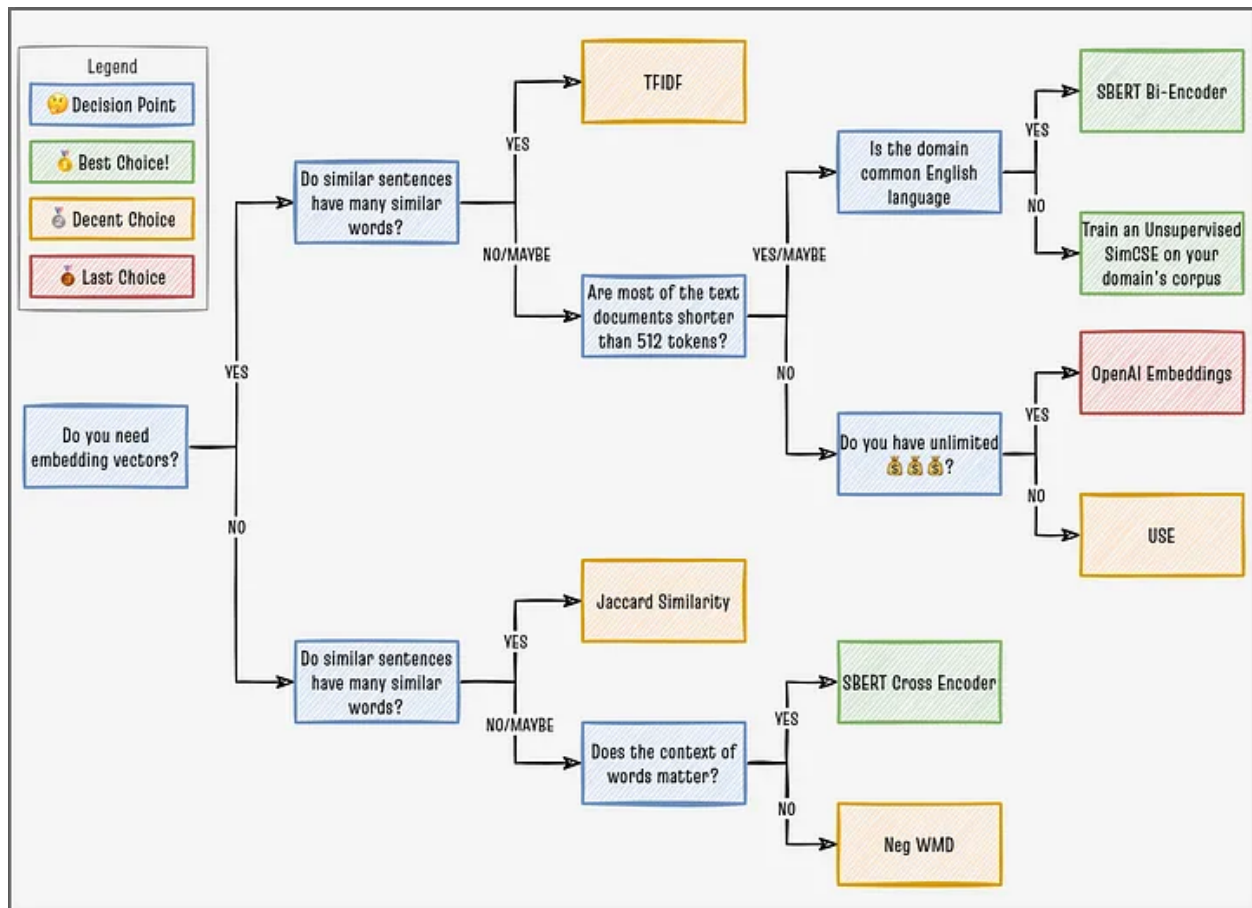 Legend
🤔 Decision Point
🥇 Best Choice!
🥈 Decent Choice
🥉 Last Choice
Do you need
embedding vectors?
YES
NO
Do similar sentences
have many similar
words?
YES
NO/MAYBE
TFIDF
Are most of the text
documents shorter
than 512 tokens?
YES/MAYBE
NO
Is the domain
common English
language
YES
NO
SBERT Bi-Encoder
Train an Unsupervised
SimCSE on your
domain's corpus
Do you have unlimited
💰💰💰?
YES
NO
OpenAI Embeddings
USE
Do similar sentences
have many similar
words?
YES
NO/MAYBE
Jaccard Similarity
Does the context of
words matter?
YES
NO
SBERT Cross Encoder
Neg WMD